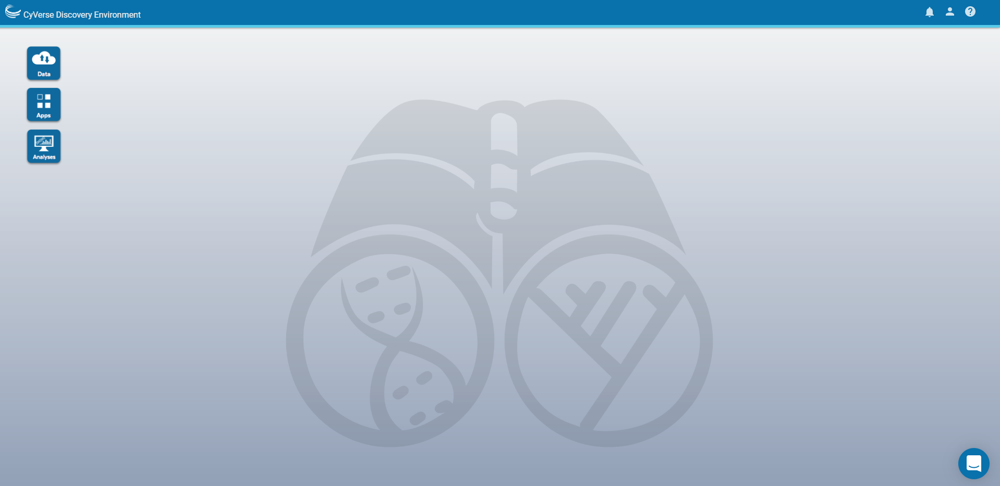 CyVerse Discovery Environment
Data
Apps
Analyses